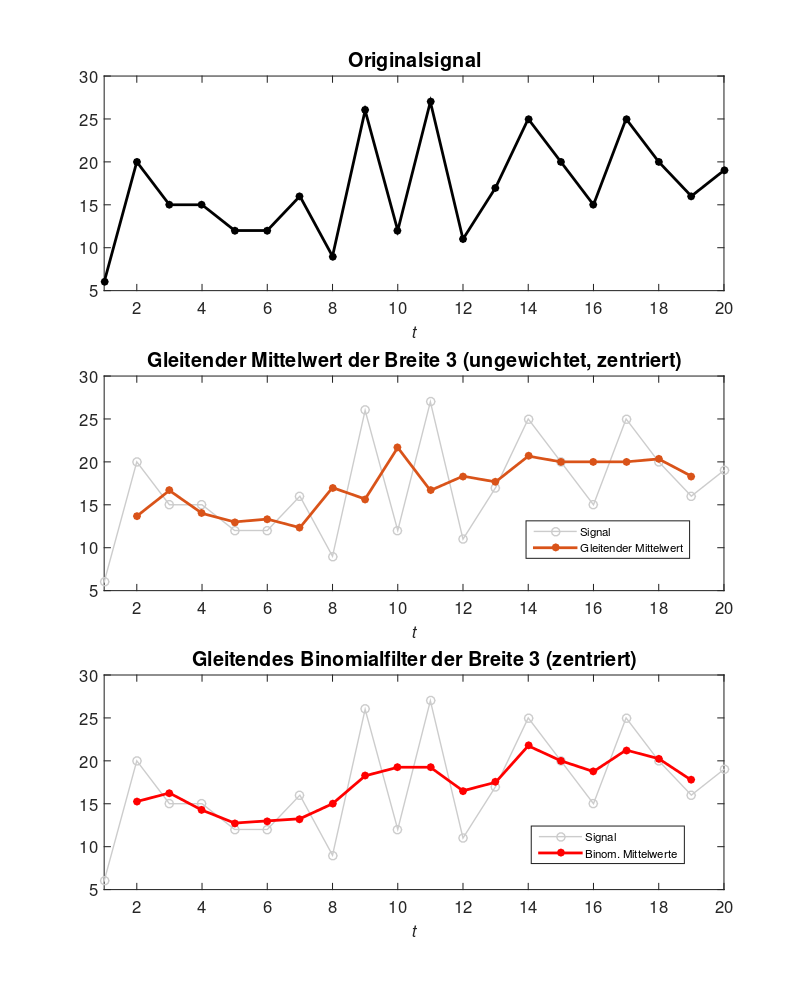 Originalsignal
30
25
20
15
10
5
2 4 6 8 10 12 14 16 18 20
t
Gleitender Mittelwert der Breite 3 (ungewichtet, zentriert)
30
25
20
15
10
5
Signal
Gleitender Mittelwert
2 4 6 8 10 12 14 16 18 20
t
Gleitendes Binomialfilter der Breite 3 (zentriert)
30
25
20
15
10
5
Signal
Binom. Mittelwerte
2 4 6 8 10 12 14 16 18 20
t